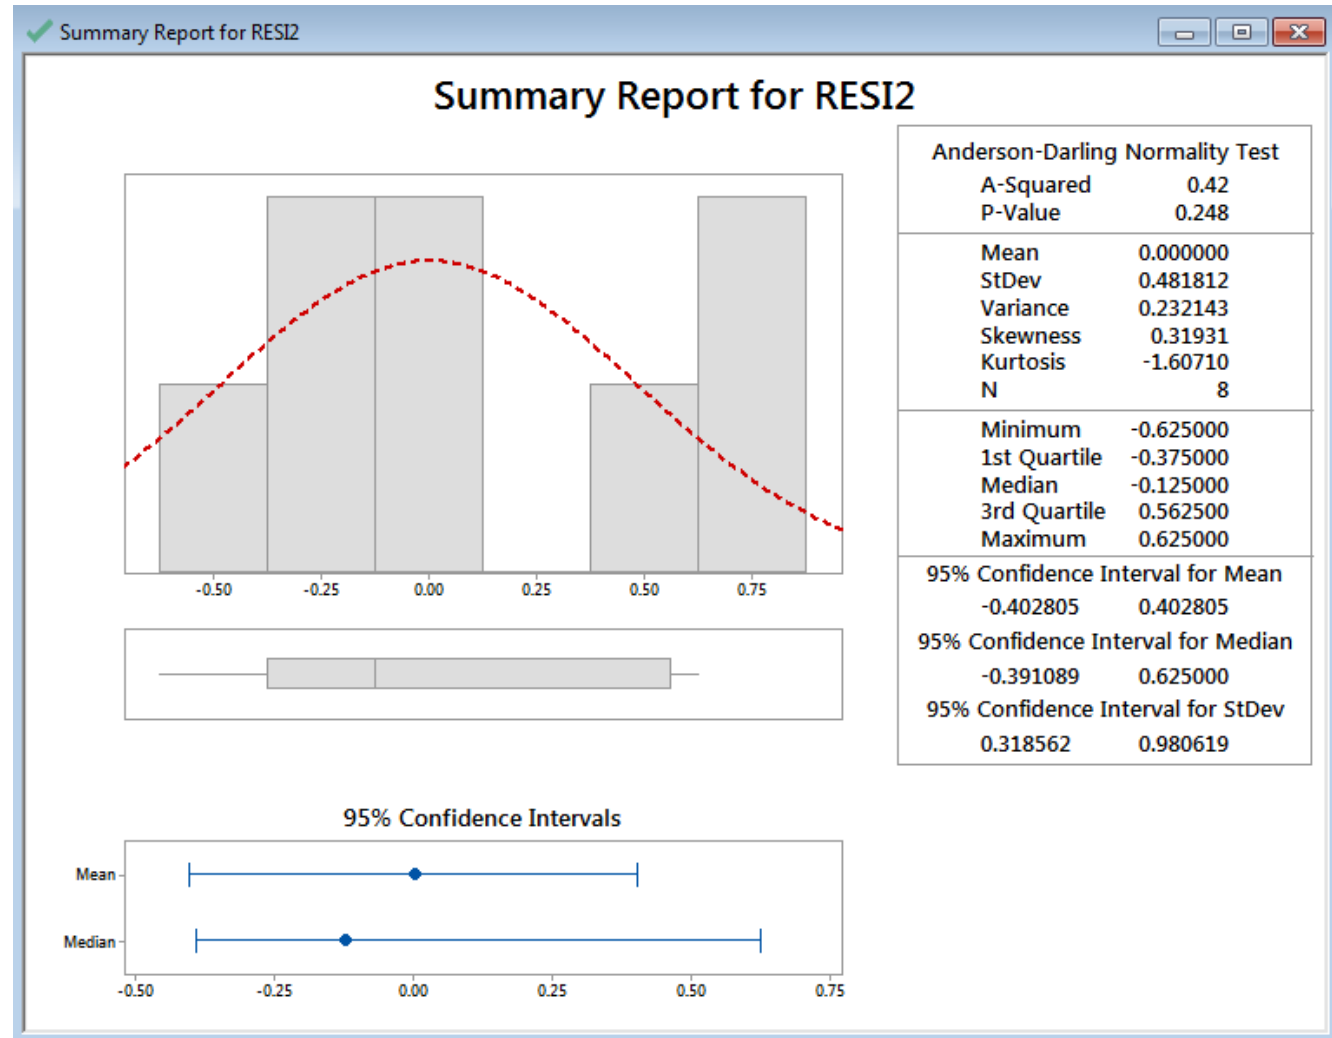 Summary Report for RESI2
Summary Report for RESI2
-0.50 -0.25 0.00 0.25 0.50 0.75
95% Confidence Intervals
Mean
Median
-0.50 -0.25 0.00 0.25 0.50 0.75
Anderson-Darling Normality Test
A-Squared 0.42
P-Value 0.248
Mean 0.000000
StDev 0.481812
Variance 0.232143
Skewness 0.31931
Kurtosis -1.60710
N 8
Minimum -0.625000
1st Quartile -0.375000
Median -0.125000
3rd Quartile 0.562500
Maximum 0.625000
95% Confidence Interval for Mean
-0.402805 0.402805
95% Confidence Interval for Median
-0.391089 0.625000
95% Confidence Interval for StDev
0.318562 0.980619